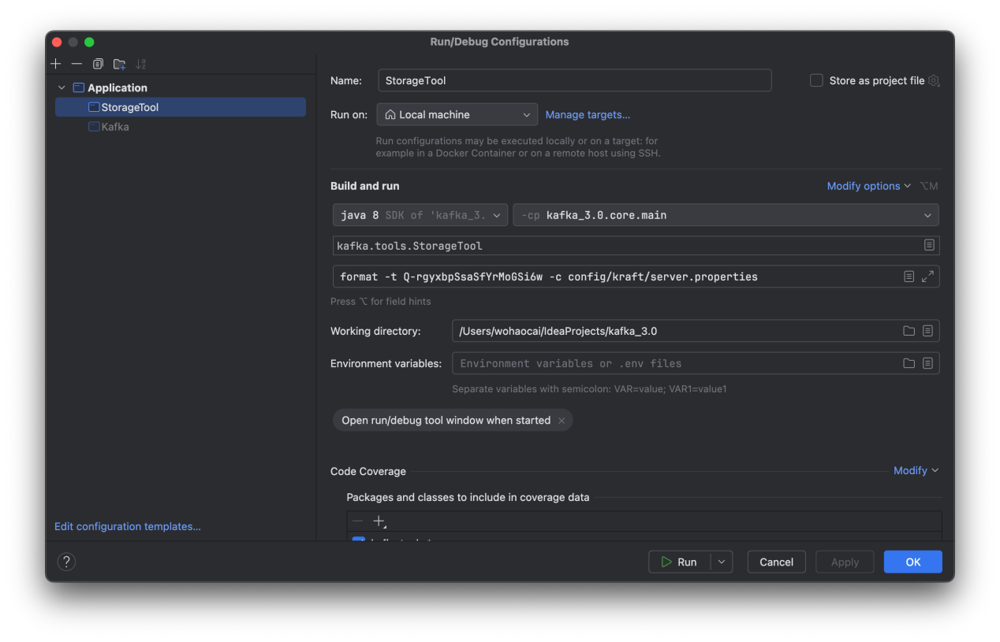 Run/Debug Configurations
Application
StorageTool
Kafka
Edit configuration templates...
Name: StorageTool Store as project file
Run on: Local machine Manage targets...
Run configurations may be executed locally or on a target: for
example in a Docker Container or on a remote host using SSH.
Build and run Modify options ⌥M
java 8 SDK of 'kafka_3. -cp kafka_3.0.core.main
kafka.tools.StorageTool
format -t Q-rgyxbpSsaSfYrMoGSi6w -c config/kraft/server.properties
Press ⌥ for field hints
Working directory: /Users/wohaocai/IdeaProjects/kafka_3.0
Environment variables: Environment variables or .env files
Separate variables with semicolon: VAR=value; VAR1=value1
Open run/debug tool window when started
Code Coverage Modify
Packages and classes to include in coverage data
? Run Cancel Apply OK